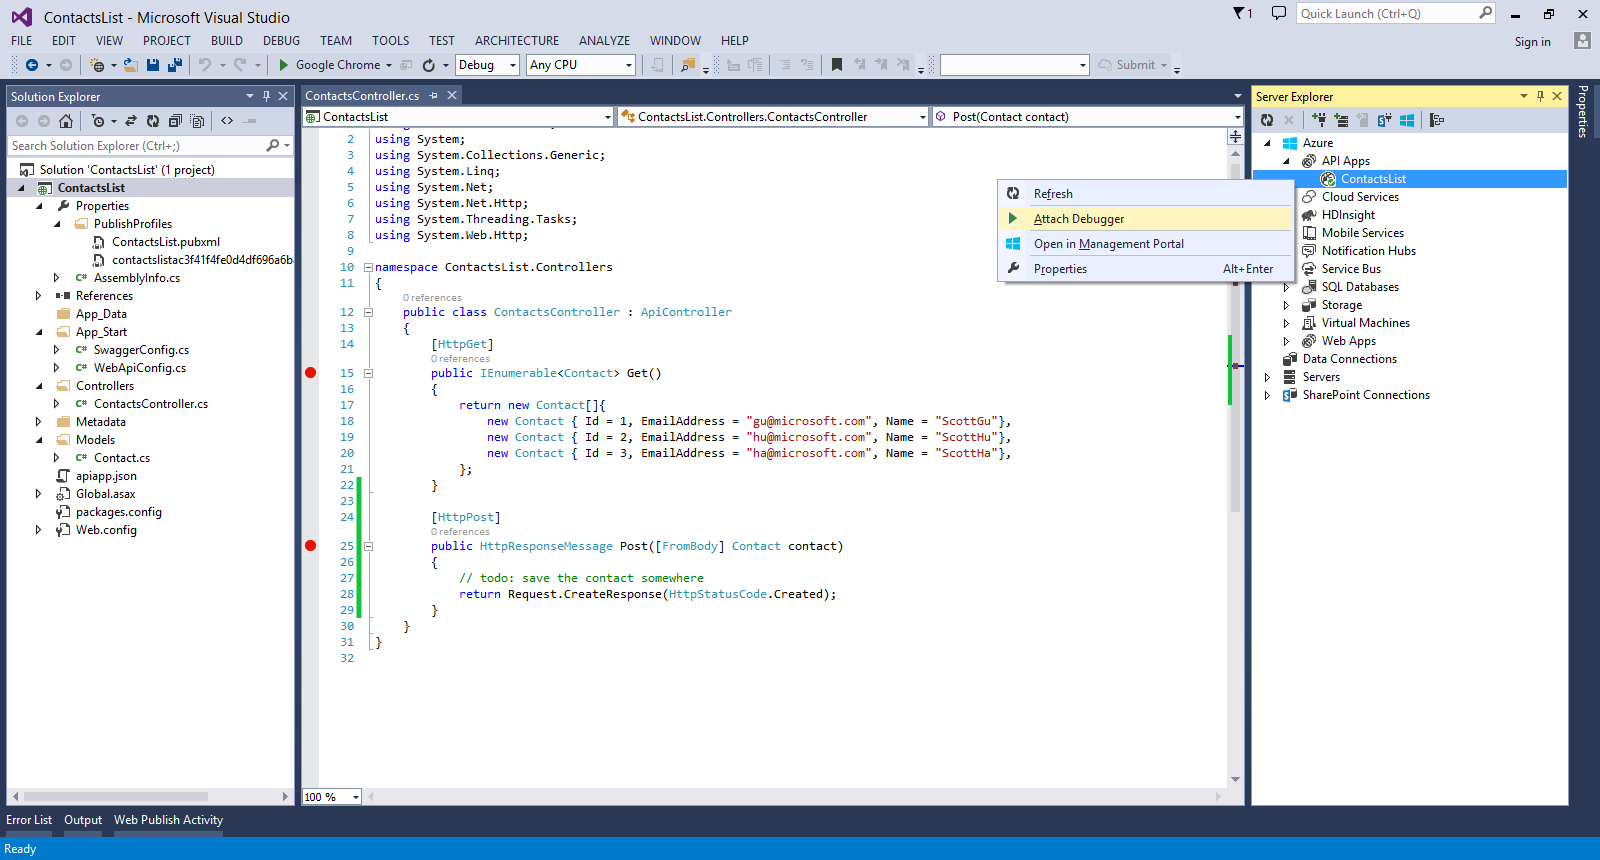 ContactsList - Microsoft Visual Studio
1
Quick Launch (Ctrl+Q)
FILE EDIT VIEW PROJECT BUILD DEBUG TEAM TOOLS TEST ARCHITECTURE ANALYZE WINDOW HELP
Sign in
Google Chrome Debug Any CPU Submit
Solution Explorer
Search Solution Explorer (Ctrl+;)
Solution 'ContactsList' (1 project)
ContactsList
Properties
PublishProfiles
ContactsList.pubxml
contactslistac3f41f4fe0d4df696a6b
C# AssemblyInfo.cs
References
App_Data
App_Start
C# SwaggerConfig.cs
C# WebApiConfig.cs
Controllers
C# ContactsController.cs
Metadata
Models
C# Contact.cs
apiapp.json
Global.asax
packages.config
Web.config
ContactsController.cs
ContactsList
ContactsList.Controllers.ContactsController
Post(Contact contact)
2 using System;
3 using System.Collections.Generic;
4 using System.Linq;
5 using System.Net;
6 using System.Net.Http;
7 using System.Threading.Tasks;
8 using System.Web.Http;
9
10 namespace ContactsList.Controllers
11 {
0 references
12 public class ContactsController : ApiController
13 {
14 [HttpGet]
0 references
15 public IEnumerable<Contact> Get()
16 {
17 return new Contact[]{
18 new Contact { Id = 1, EmailAddress = "gu@microsoft.com", Name = "ScottGu"},
19 new Contact { Id = 2, EmailAddress = "hu@microsoft.com", Name = "ScottHu"},
20 new Contact { Id = 3, EmailAddress = "ha@microsoft.com", Name = "ScottHa"},
21 };
22 }
23
24 [HttpPost]
0 references
25 public HttpResponseMessage Post([FromBody] Contact contact)
26 {
27 // todo: save the contact somewhere
28 return Request.CreateResponse(HttpStatusCode.Created);
29 }
30 }
31 }
32
100 %
Refresh
Attach Debugger
Open in Management Portal
Properties Alt+Enter
Server Explorer
Azure
API Apps
ContactsList
Cloud Services
HDInsight
Mobile Services
Notification Hubs
Service Bus
SQL Databases
Storage
Virtual Machines
Web Apps
Data Connections
Servers
SharePoint Connections
Properties
Error List Output Web Publish Activity
Ready